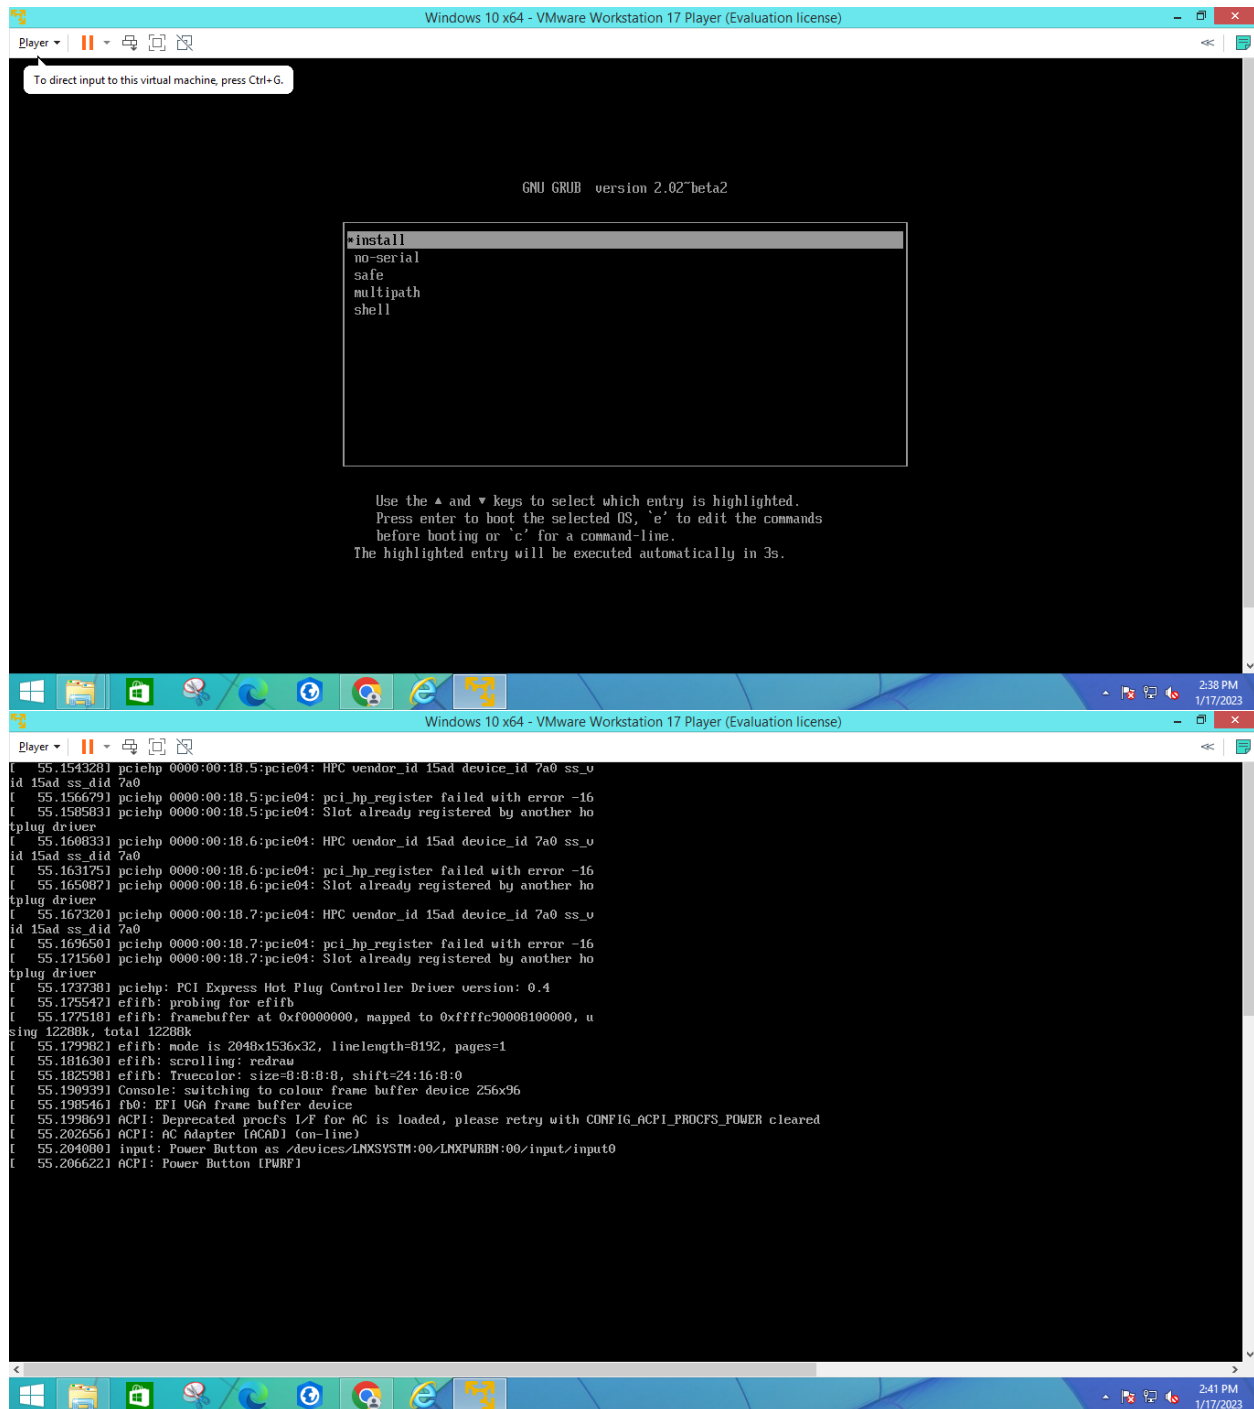 Windows 10 x64 - VMware Workstation 17 Player (Evaluation license)
Player
To direct input to this virtual machine, press Ctrl+G.
GNU GRUB  version 2.02~beta2
*install
no-serial
safe
multipath
shell
Use the ▲ and ▼ keys to select which entry is highlighted.
Press enter to boot the selected OS, `e' to edit the commands
before booting or `c' for a command-line.
The highlighted entry will be executed automatically in 3s.
2:38 PM
1/17/2023
Windows 10 x64 - VMware Workstation 17 Player (Evaluation license)
Player
[   55.154328] pciehp 0000:00:18.5:pcie04: HPC vendor_id 15ad device_id 7a0 ss_v
id 15ad ss_did 7a0
[   55.156679] pciehp 0000:00:18.5:pcie04: pci_hp_register failed with error -16
[   55.158583] pciehp 0000:00:18.5:pcie04: Slot already registered by another ho
tplug driver
[   55.160833] pciehp 0000:00:18.6:pcie04: HPC vendor_id 15ad device_id 7a0 ss_v
id 15ad ss_did 7a0
[   55.163175] pciehp 0000:00:18.6:pcie04: pci_hp_register failed with error -16
[   55.165087] pciehp 0000:00:18.6:pcie04: Slot already registered by another ho
tplug driver
[   55.167320] pciehp 0000:00:18.7:pcie04: HPC vendor_id 15ad device_id 7a0 ss_v
id 15ad ss_did 7a0
[   55.169650] pciehp 0000:00:18.7:pcie04: pci_hp_register failed with error -16
[   55.171560] pciehp 0000:00:18.7:pcie04: Slot already registered by another ho
tplug driver
[   55.173738] pciehp: PCI Express Hot Plug Controller Driver version: 0.4
[   55.175547] efifb: probing for efifb
[   55.177518] efifb: framebuffer at 0xf0000000, mapped to 0xffffc90008100000, u
sing 12288k, total 12288k
[   55.179982] efifb: mode is 2048x1536x32, linelength=8192, pages=1
[   55.181630] efifb: scrolling: redraw
[   55.182598] efifb: Truecolor: size=8:8:8:8, shift=24:16:8:0
[   55.190939] Console: switching to colour frame buffer device 256x96
[   55.198546] fb0: EFI VGA frame buffer device
[   55.199869] ACPI: Deprecated procfs I/F for AC is loaded, please retry with CONFIG_ACPI_PROCFS_POWER cleared
[   55.202656] ACPI: AC Adapter [ACAD] (on-line)
[   55.204080] input: Power Button as /devices/LNXSYSTM:00/LNXPWRBN:00/input/input0
[   55.206622] ACPI: Power Button [PWRF]
2:41 PM
1/17/2023